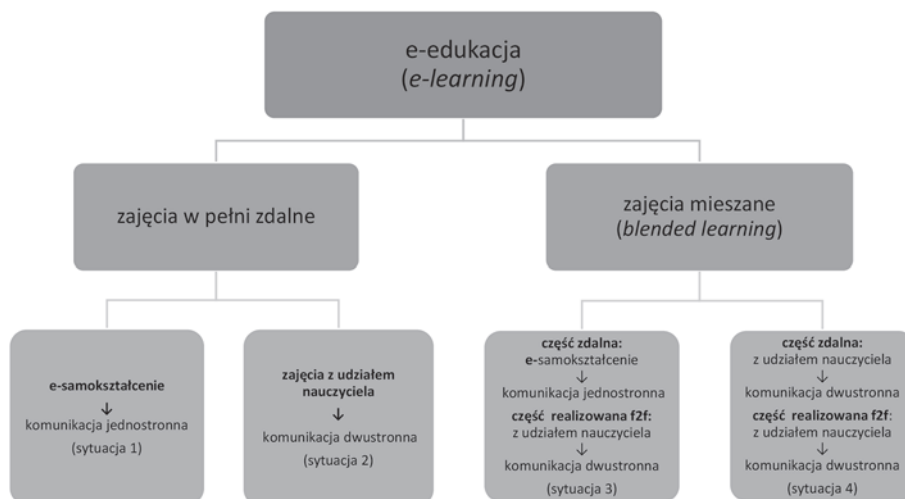 e-edukacja
(e-learning)
zajęcia w pełni zdalne
zajęcia mieszane
(blended learning)
e-samokształcenie
↓
komunikacja jednostronna
(sytuacja 1)
zajęcia z udziałem
nauczyciela
↓
komunikacja dwustronna
(sytuacja 2)
część zdalna:
e-samokształcenie
↓
komunikacja jednostronna
część realizowana f2f:
z udziałem nauczyciela
↓
komunikacja dwustronna
(sytuacja 3)
część zdalna:
z udziałem nauczyciela
↓
komunikacja dwustronna
część realizowana f2f:
z udziałem nauczyciela
↓
komunikacja dwustronna
(sytuacja 4)